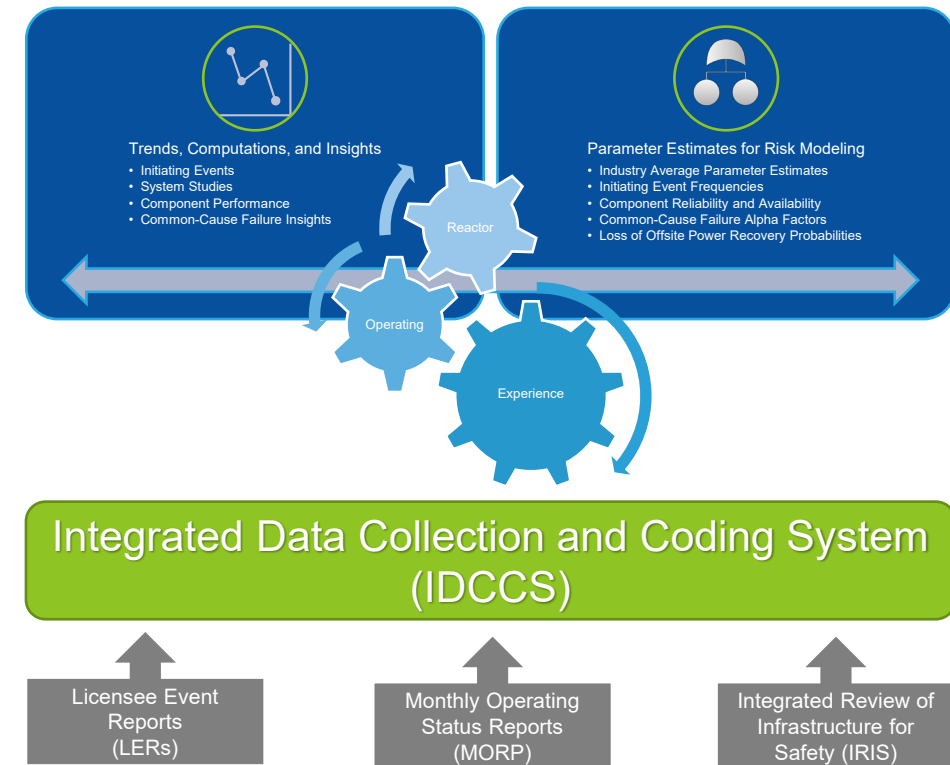 Trends, Computations, and Insights
• Initiating Events
• System Studies
• Component Performance
• Common-Cause Failure Insights
Parameter Estimates for Risk Modeling
• Industry Average Parameter Estimates
• Initiating Event Frequencies
• Component Reliability and Availability
• Common-Cause Failure Alpha Factors
• Loss of Offsite Power Recovery Probabilities
Reactor
Operating
Experience
Integrated Data Collection and Coding System
(IDCCS)
Licensee Event
Reports
(LERs)
Monthly Operating
Status Reports
(MORP)
Integrated Review of
Infrastructure for
Safety (IRIS)